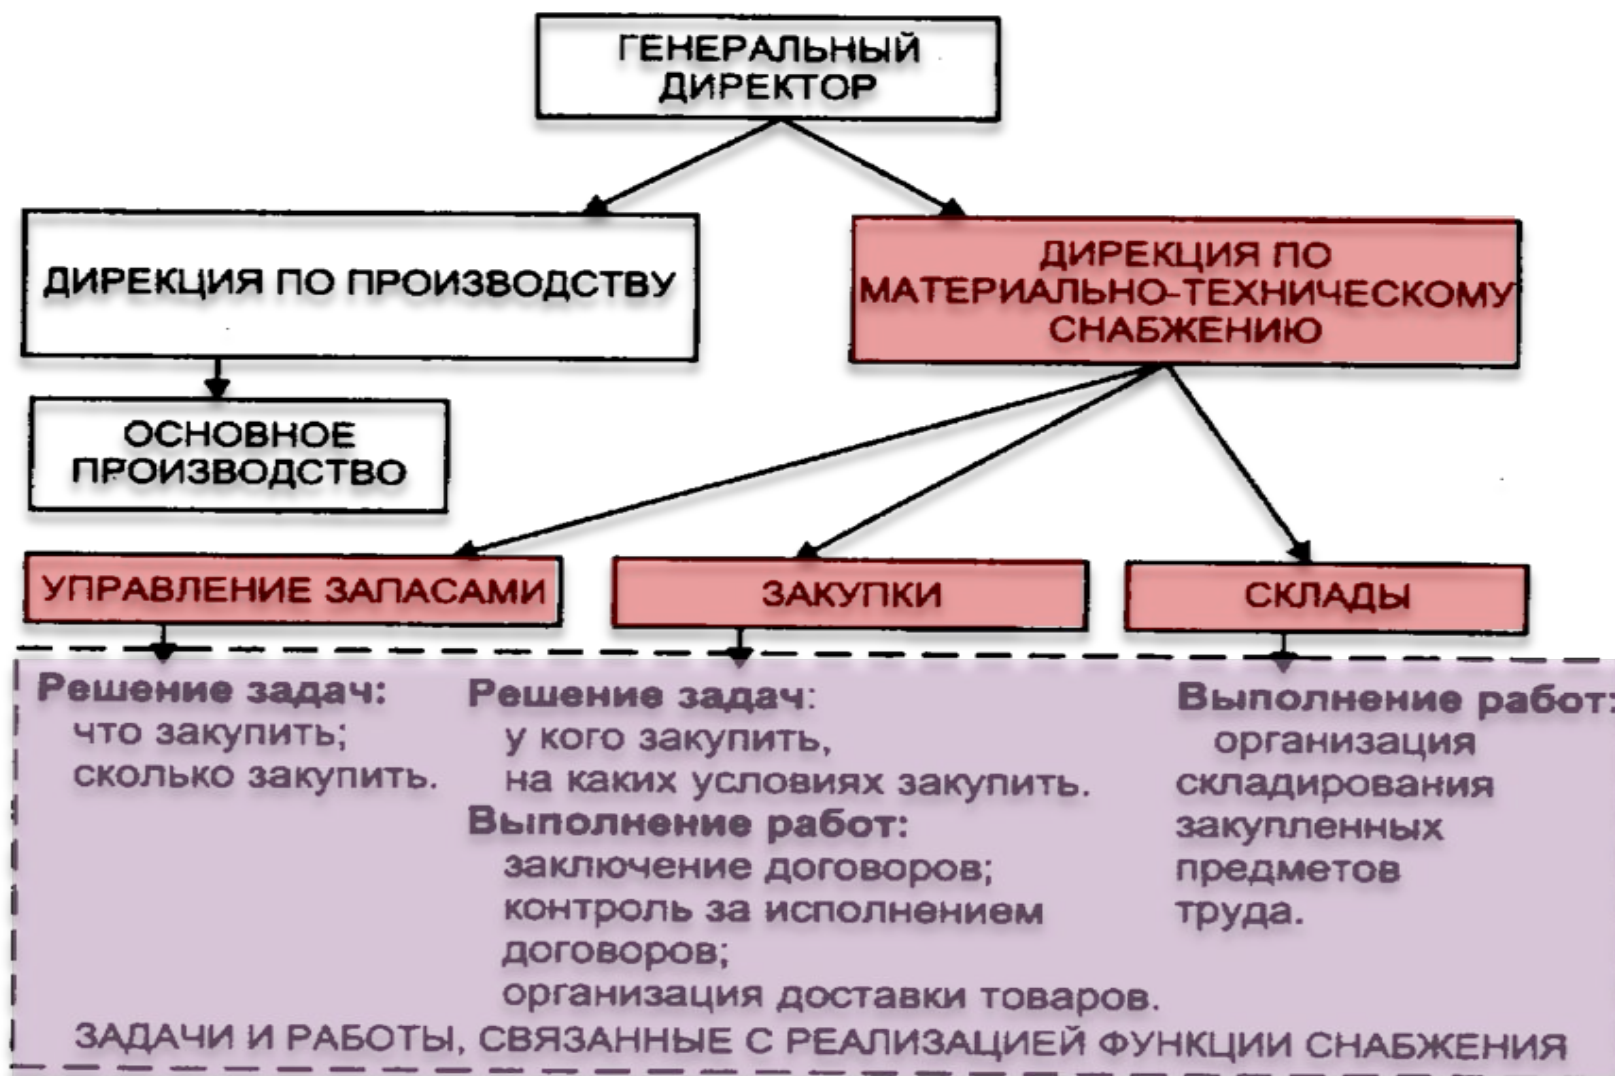 ГЕНЕРАЛЬНЫЙ
ДИРЕКТОР
ДИРЕКЦИЯ ПО ПРОИЗВОДСТВУ
ДИРЕКЦИЯ ПО
МАТЕРИАЛЬНО-ТЕХНИЧЕСКОМУ
СНАБЖЕНИЮ
ОСНОВНОЕ
ПРОИЗВОДСТВО
УПРАВЛЕНИЕ ЗАПАСАМИ
ЗАКУПКИ
СКЛАДЫ
Решение задач:
что закупить;
сколько закупить.
Решение задач:
у кого закупить,
на каких условиях закупить.
Выполнение работ:
заключение договоров;
контроль за исполнением
договоров;
организация доставки товаров.
Выполнение работ:
организация
складирования
закупленных
предметов
труда.
ЗАДАЧИ И РАБОТЫ, СВЯЗАННЫЕ С РЕАЛИЗАЦИЕЙ ФУНКЦИИ СНАБЖЕНИЯ